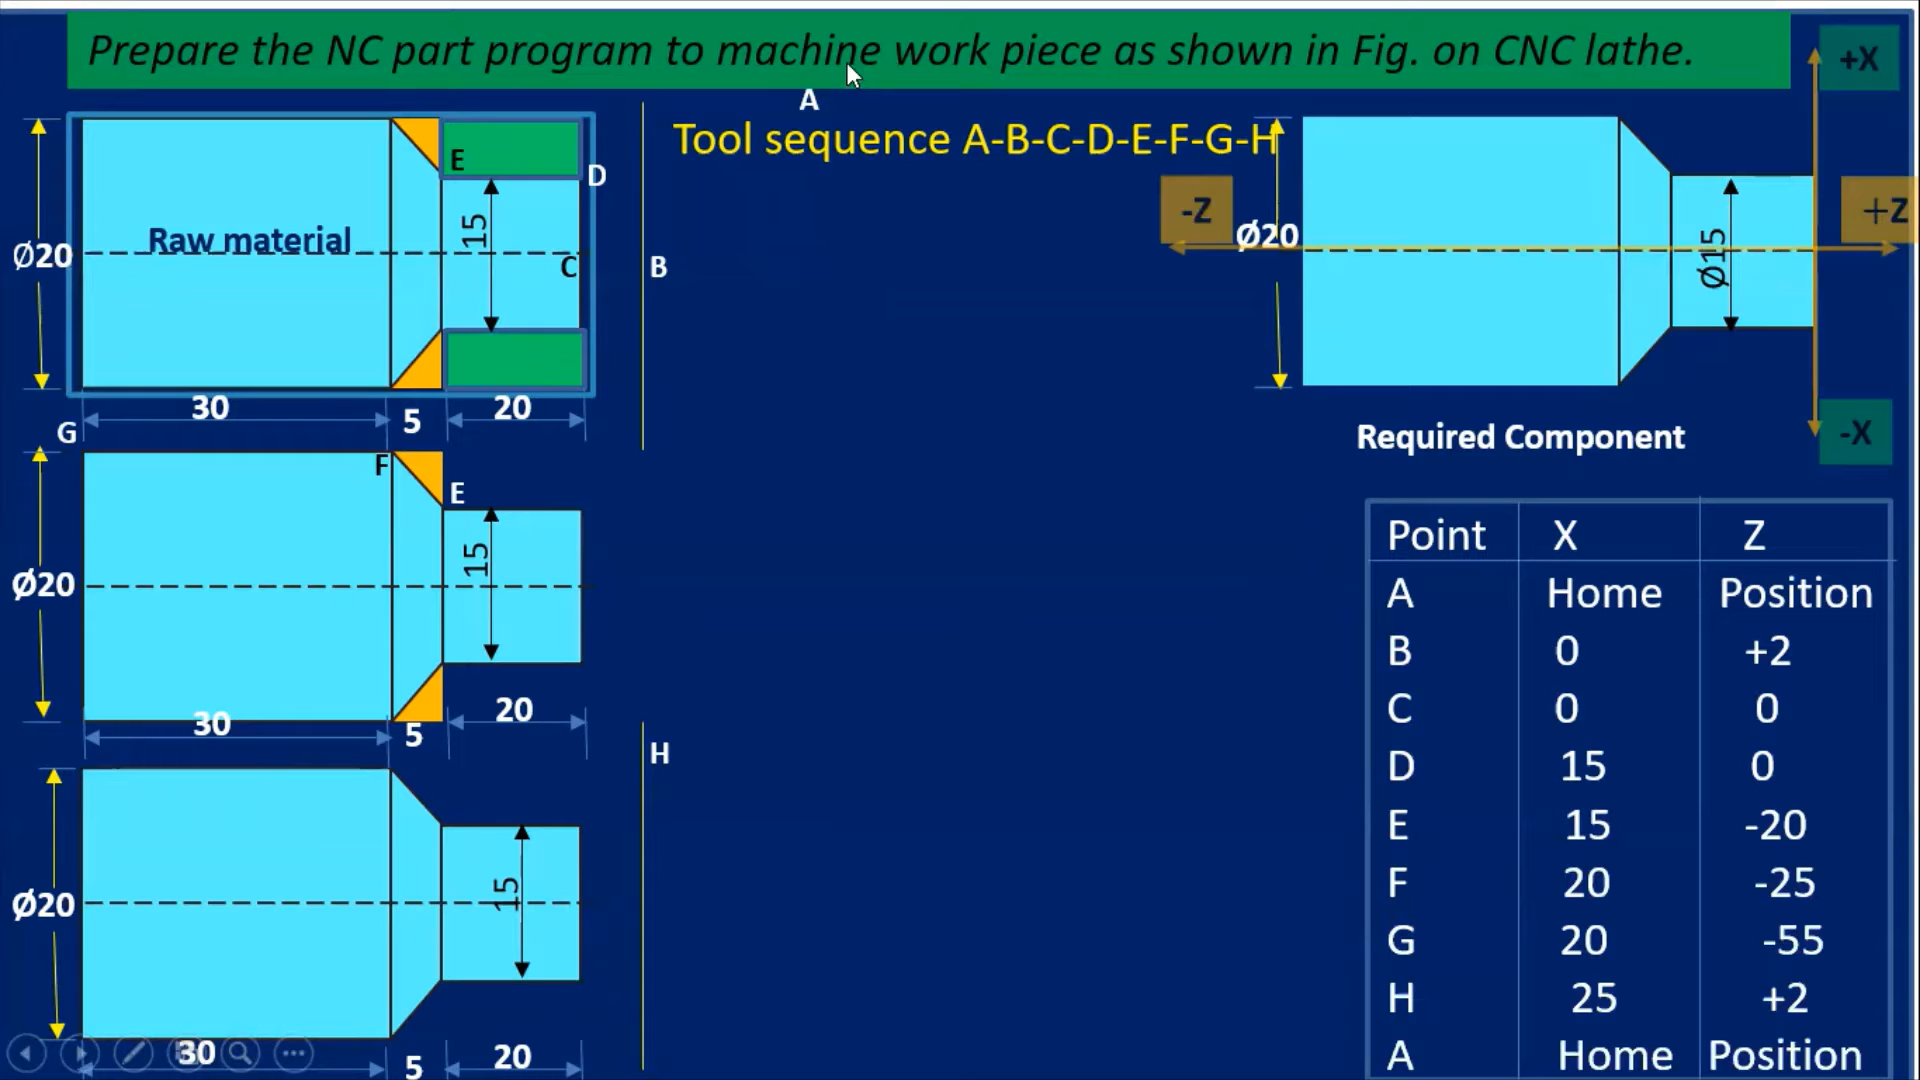 Prepare the NC part program to machine work piece as shown in Fig. on CNC lathe.
+X
A
Tool sequence A-B-C-D-E-F-G-H
E
D
-Z
+Z
15
Raw material
Ø20
C
B
Ø20
Ø15
30
5
20
G
Required Component
-X
F
E
15
Ø20
30
5
20
H
15
Ø20
30
5
20
Point X Z
A Home Position
B 0 +2
C 0 0
D 15 0
E 15 -20
F 20 -25
G 20 -55
H 25 +2
A Home Position